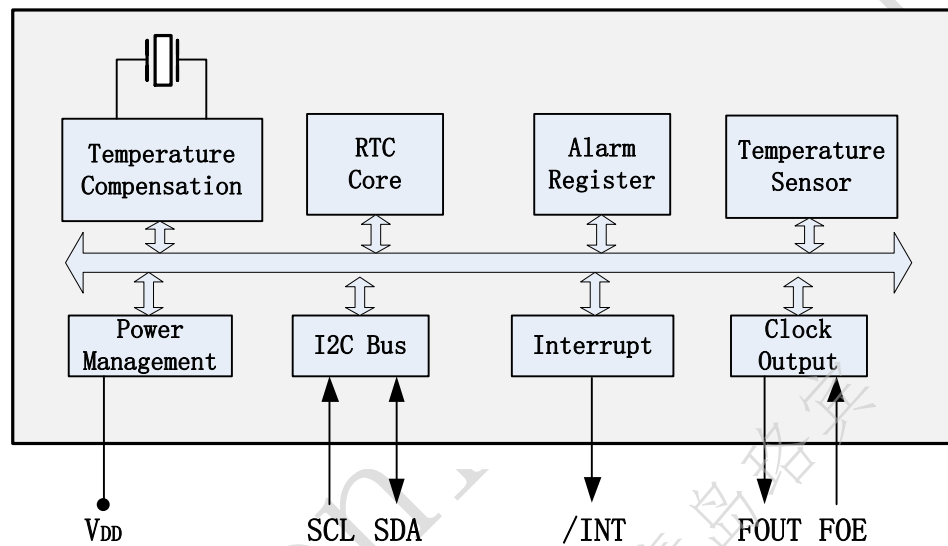 Temperature
Compensation
RTC
Core
Alarm
Register
Temperature
Sensor
Power
Management
I2C Bus
Interrupt
Clock
Output
VDD
SCL SDA
/INT
FOUT FOE